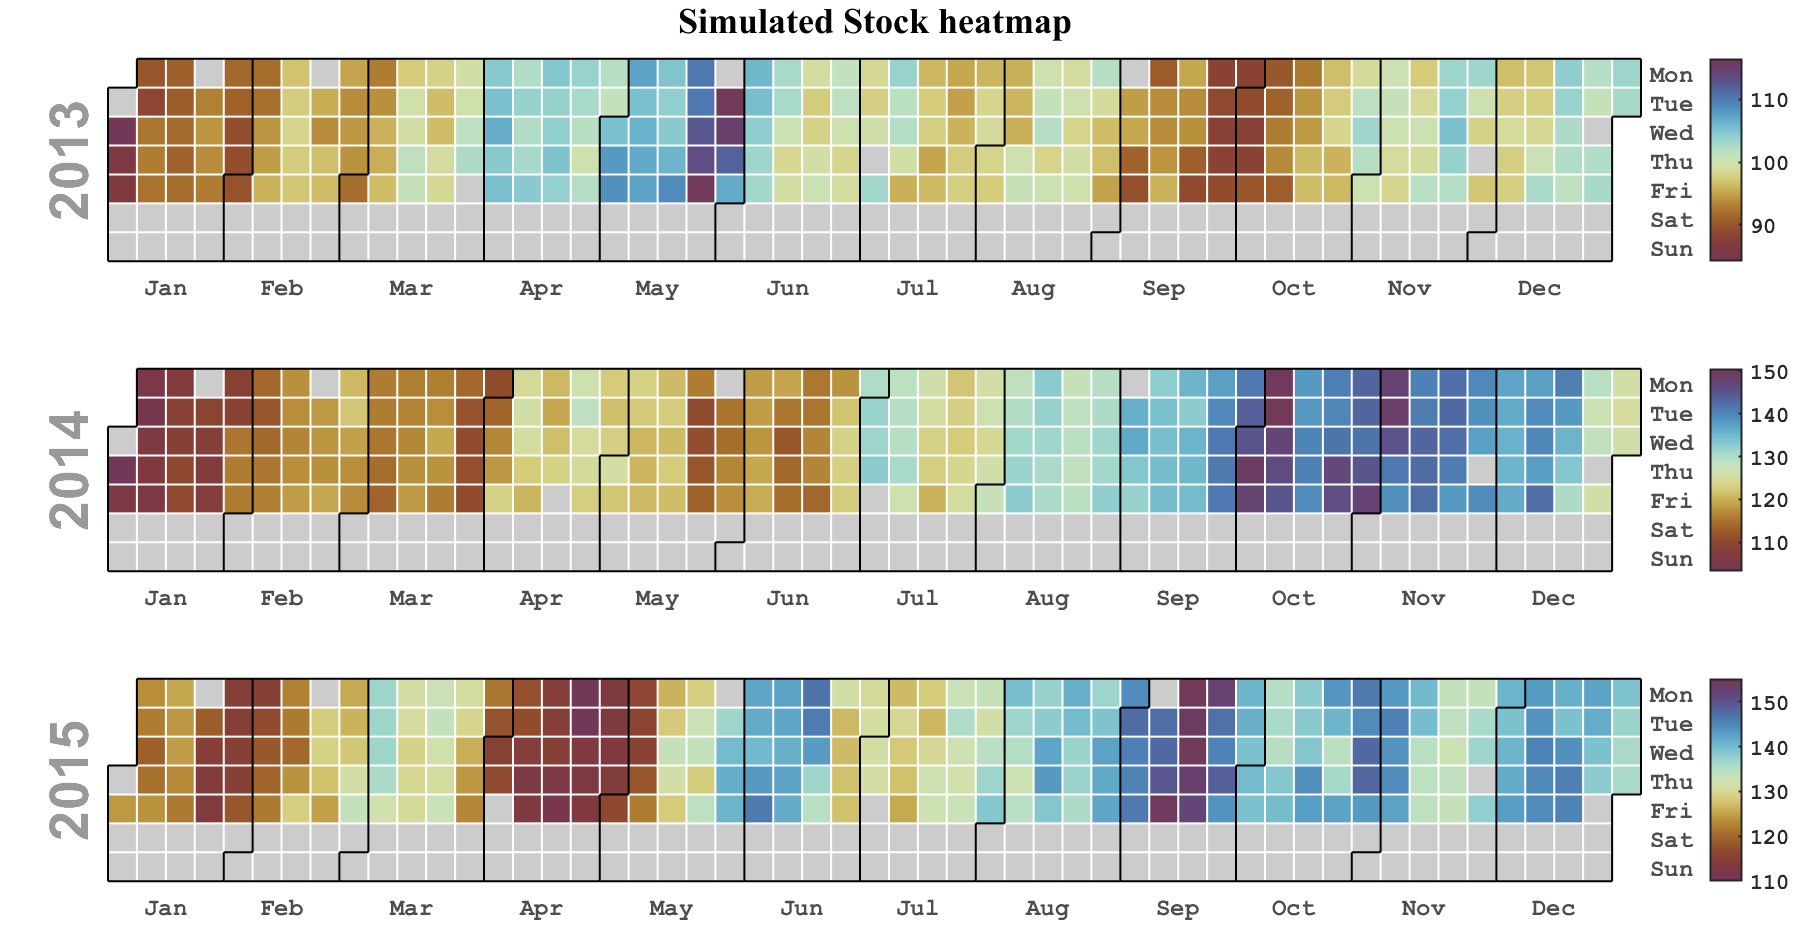 Simulated Stock heatmap
2013
Mon
Tue
Wed
Thu
Fri
Sat
Sun
110
100
90
Jan Feb Mar Apr May Jun Jul Aug Sep Oct Nov Dec
2014
Mon
Tue
Wed
Thu
Fri
Sat
Sun
150
140
130
120
110
Jan Feb Mar Apr May Jun Jul Aug Sep Oct Nov Dec
2015
Mon
Tue
Wed
Thu
Fri
Sat
Sun
150
140
130
120
110
Jan Feb Mar Apr May Jun Jul Aug Sep Oct Nov Dec